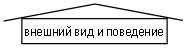 внешний вид и поведение